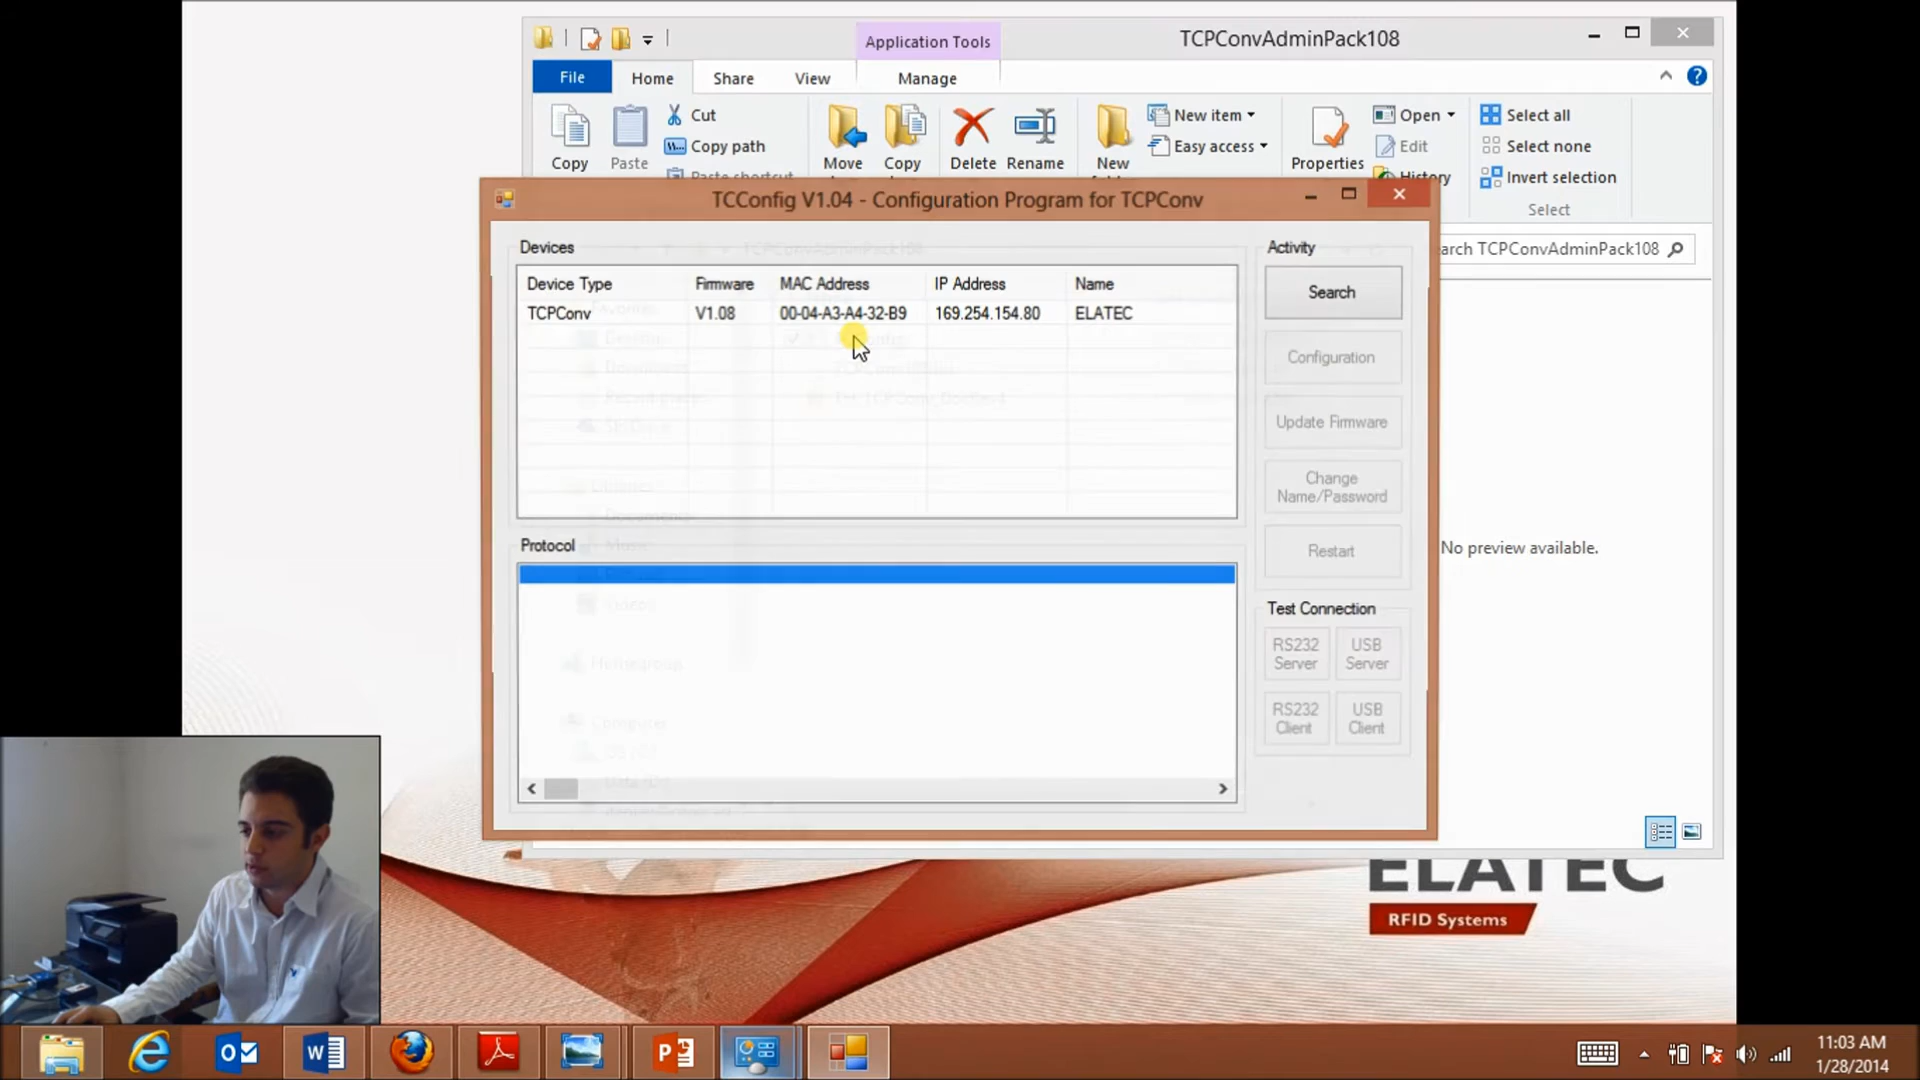 Application Tools
TCPConvAdminPack108
File
Home
Share
View
Manage
Copy
Paste
Cut
Copy path
Paste shortcut
Move
Copy
Delete
Rename
New
New item
Easy access
Properties
Open
Edit
History
Select all
Select none
Invert selection
Select
TCConfig V1.04 - Configuration Program for TCPConv
arch TCPConvAdminPack108
Devices
Device Type Firmware MAC Address IP Address Name
TCPConv V1.08 00-04-A3-A4-32-B9 169.254.154.80 ELATEC
Activity
Search
Configuration
Update Firmware
Change
Name/Password
Restart
Protocol
Test Connection
RS232
Server
USB
Server
RS232
Client
USB
Client
No preview available.
ELATEC
RFID Systems
11:03 AM
1/28/2014